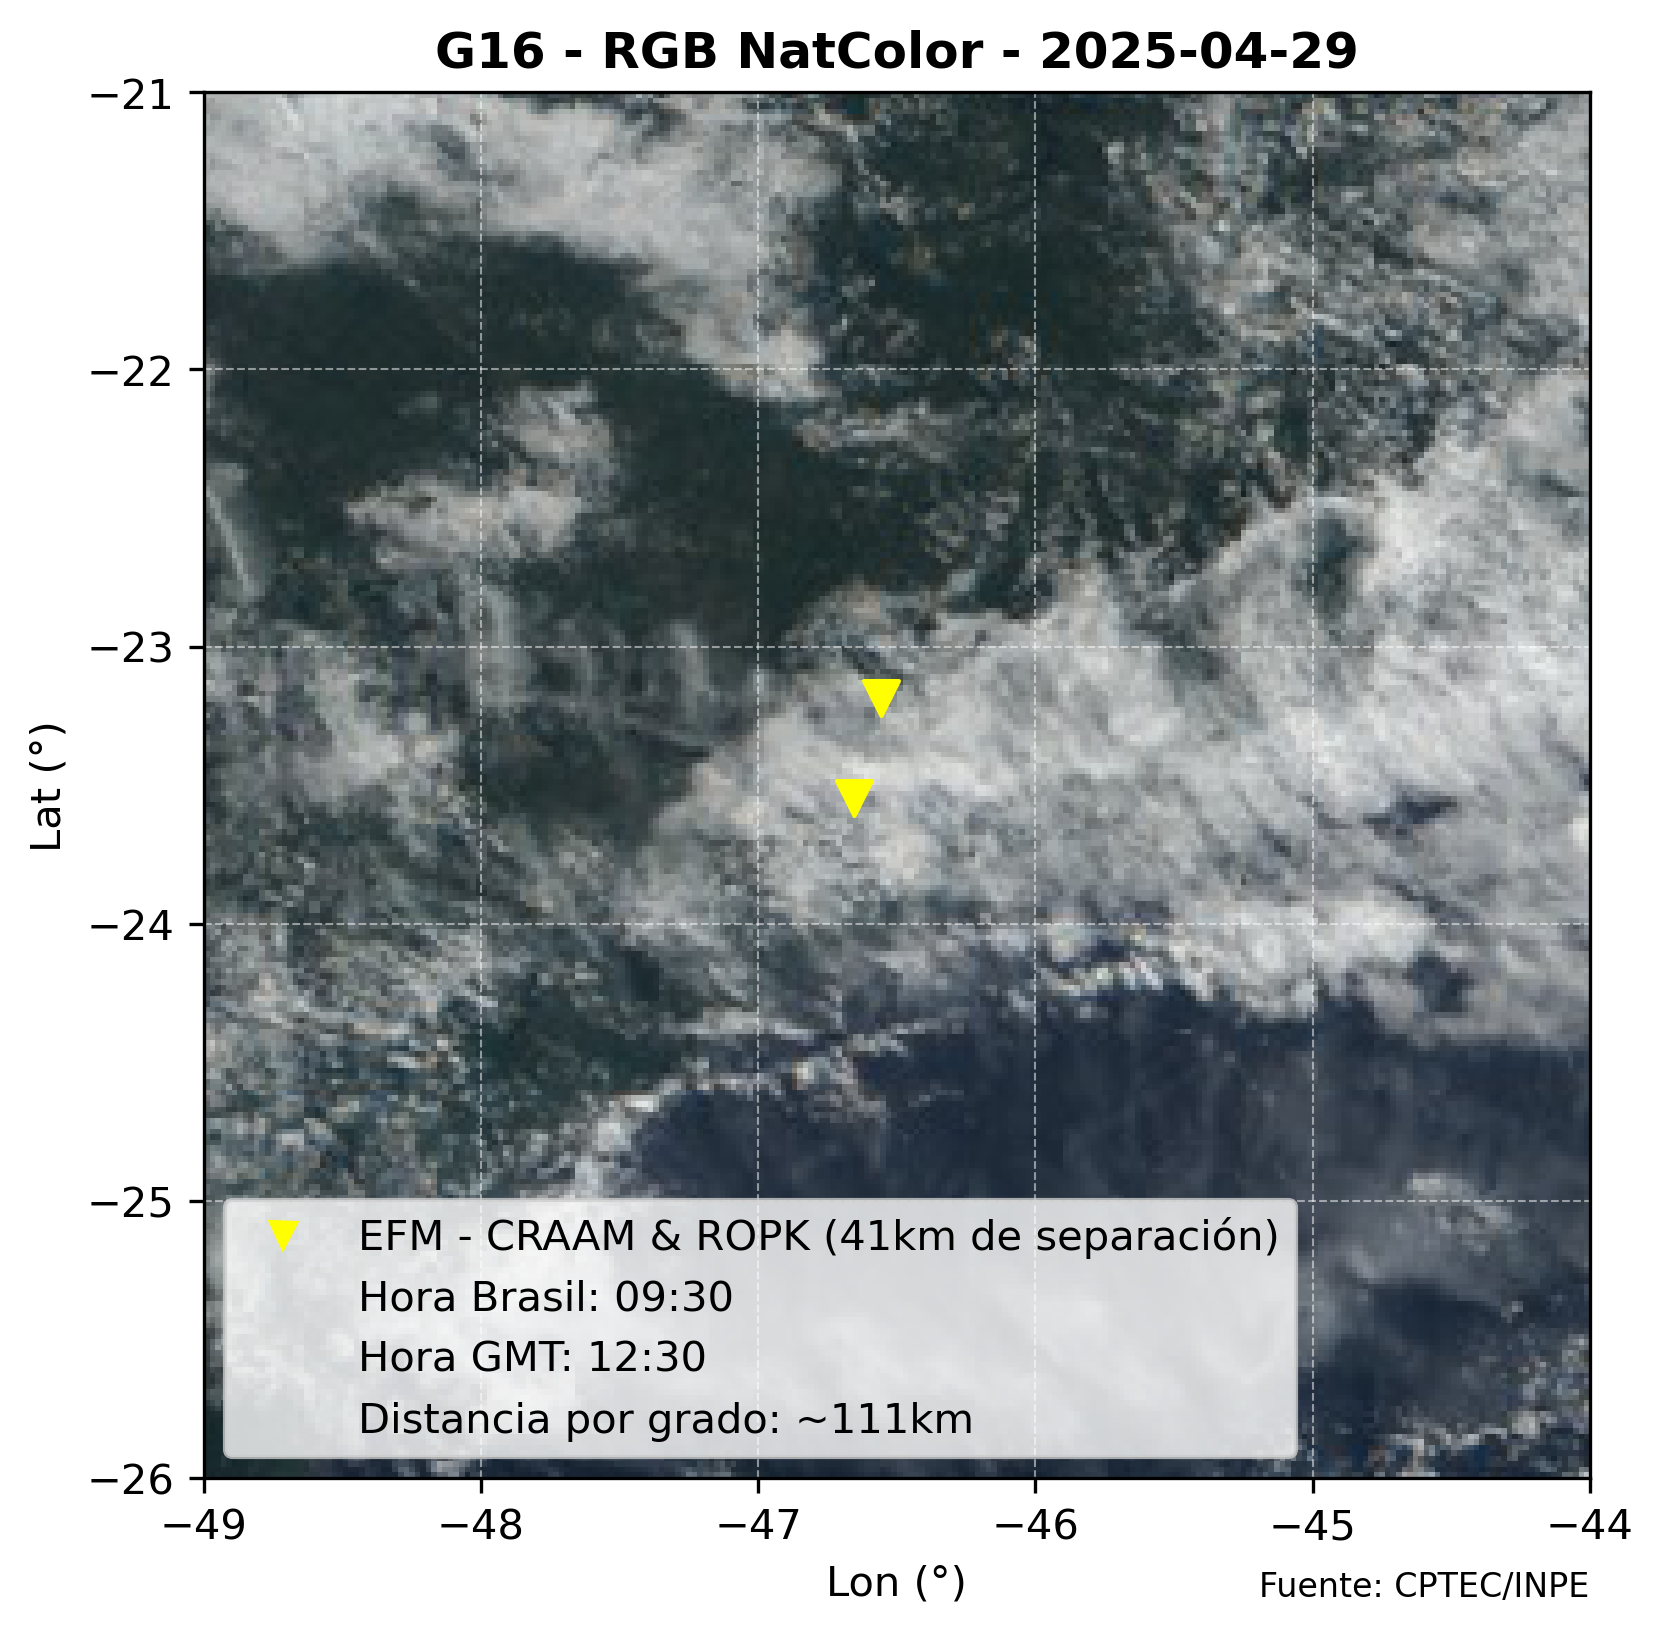 G16 - RGB NatColor - 2025-04-29
−21
−22
−23
−24
−25
−26
Lat (°)
EFM - CRAAM & ROPK (41km de separación)
Hora Brasil: 09:30
Hora GMT: 12:30
Distancia por grado: ~111km
−49 −48 −47 −46 −45 −44
Lon (°)
Fuente: CPTEC/INPE